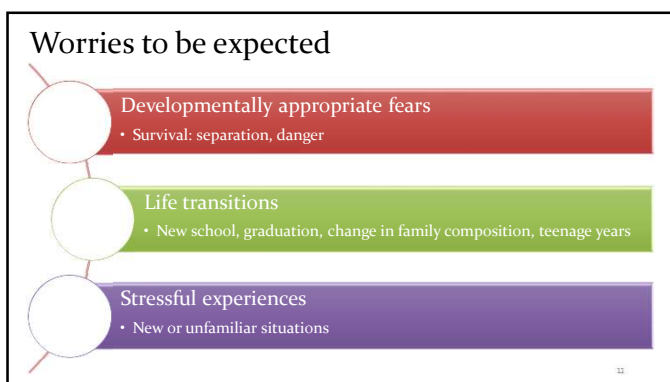 Worries to be expected
Developmentally appropriate fears
• Survival: separation, danger
Life transitions
• New school, graduation, change in family composition, teenage years
Stressful experiences
• New or unfamiliar situations
11